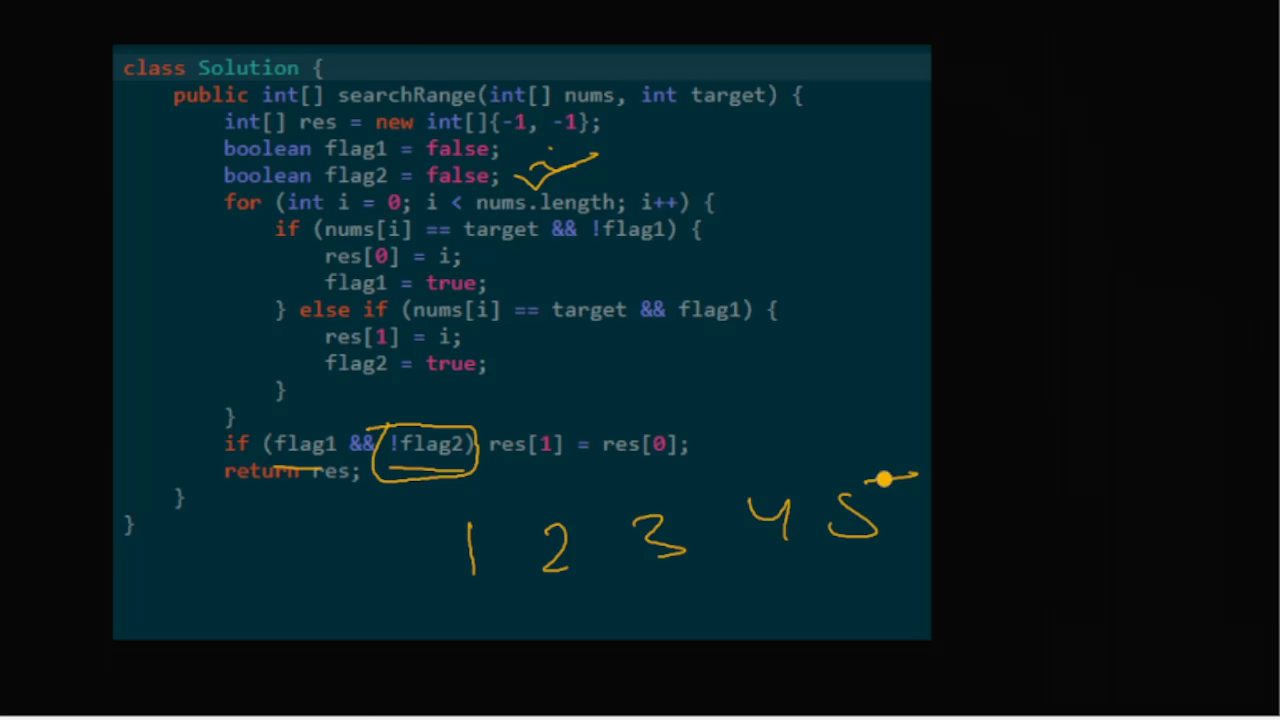 class Solution {
public int[] searchRange(int[] nums, int target) {
int[] res = new int[]{-1, -1};
boolean flag1 = false;
boolean flag2 = false;
for (int i = 0; i < nums.length; i++) {
if (nums[i] == target && !flag1) {
res[0] = i;
flag1 = true;
} else if (nums[i] == target && flag1) {
res[1] = i;
flag2 = true;
}
}
if (flag1 && !flag2) res[1] = res[0];
return res;
}
}
1 2 3 4 5